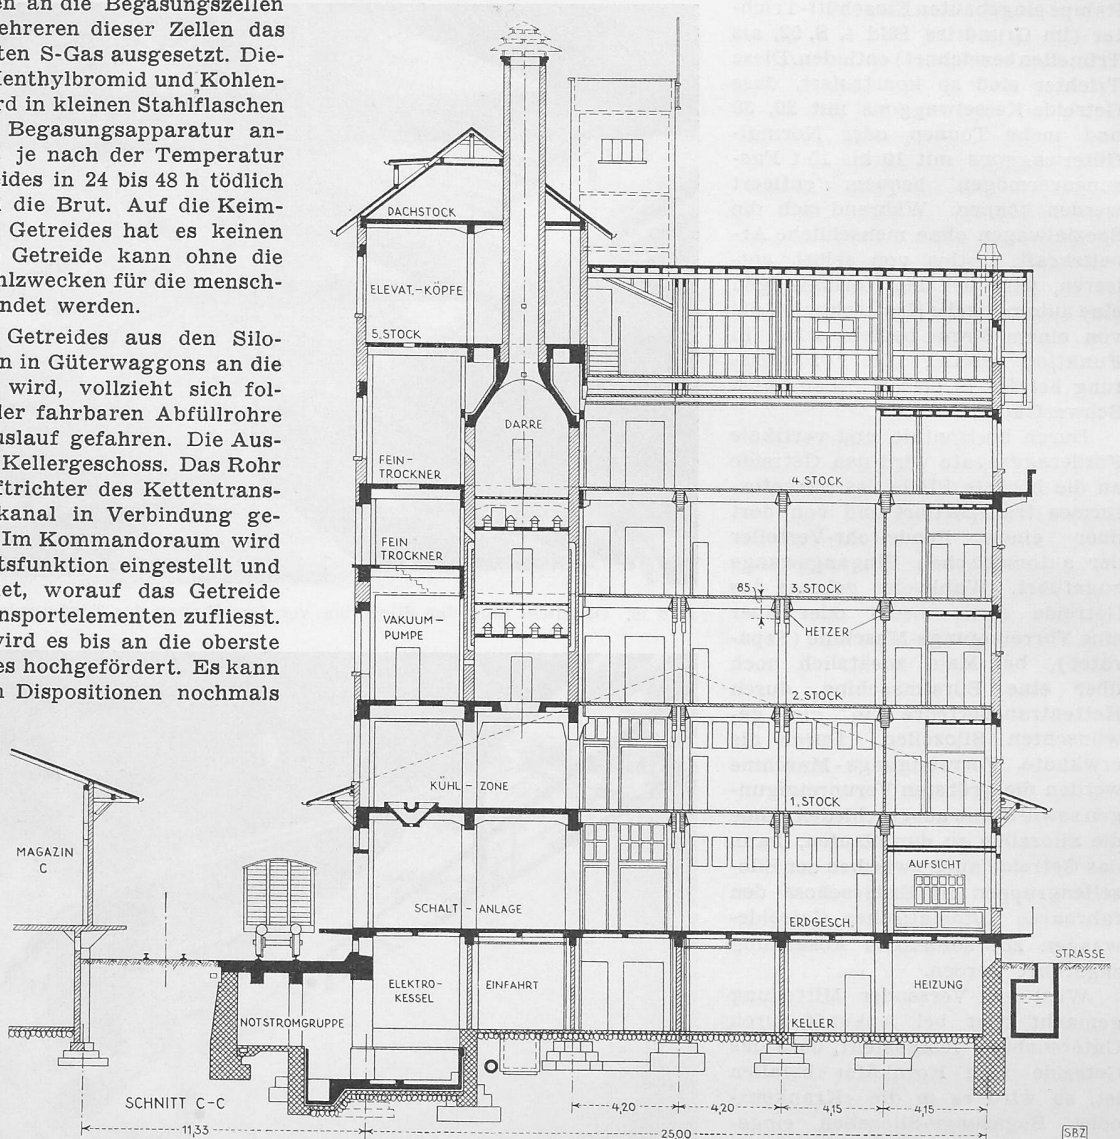 en an die Begasungszellen
ehreren dieser Zellen das
ten S-Gas ausgesetzt. Die-
Menthylbromid und Kohlen-
rd in kleinen Stahlflaschen
Begasungsapparatur an-
je nach der Temperatur
eides in 24 bis 48 h tödlich
die Brut. Auf die Keim-
Getreides hat es keinen
Getreide kann ohne die
hlzwecken für die mensch-
ndet werden.
Getreides aus den Silo-
n in Güterwaggons an die
wird, vollzieht sich fol-
der fahrbaren Abfüllrohre
uslauf gefahren. Die Aus-
Kellergeschoss. Das Rohr
ftrichter des Kettentrans-
kanal in Verbindung ge-
Im Kommandoraum wird
tsfunktion eingestellt und
tet, worauf das Getreide
nsportelementen zufliesst.
wird es bis an die oberste
es hochgefördert. Es kann
n Dispositionen nochmals
DACHSTOCK
ELEVAT.-KÖPFE
5.STOCK
DARRE
FEIN-
TROCKNER
4.STOCK
FEIN
TROCKNER
85
3.STOCK
VAKUUM-
PUMPE
HETZER
2.STOCK
KÜHL-ZONE
1.STOCK
MAGAZIN
C
AUFSICHT
SCHALT-ANLAGE
ERDGESCH.
STRASSE
ELEKTRO-
KESSEL
EINFAHRT
HEIZUNG
NOTSTROMGRUPPE
KELLER
SCHNITT C-C
4,20
4,20
4,15
4,15
11,33
25,00
SBZ